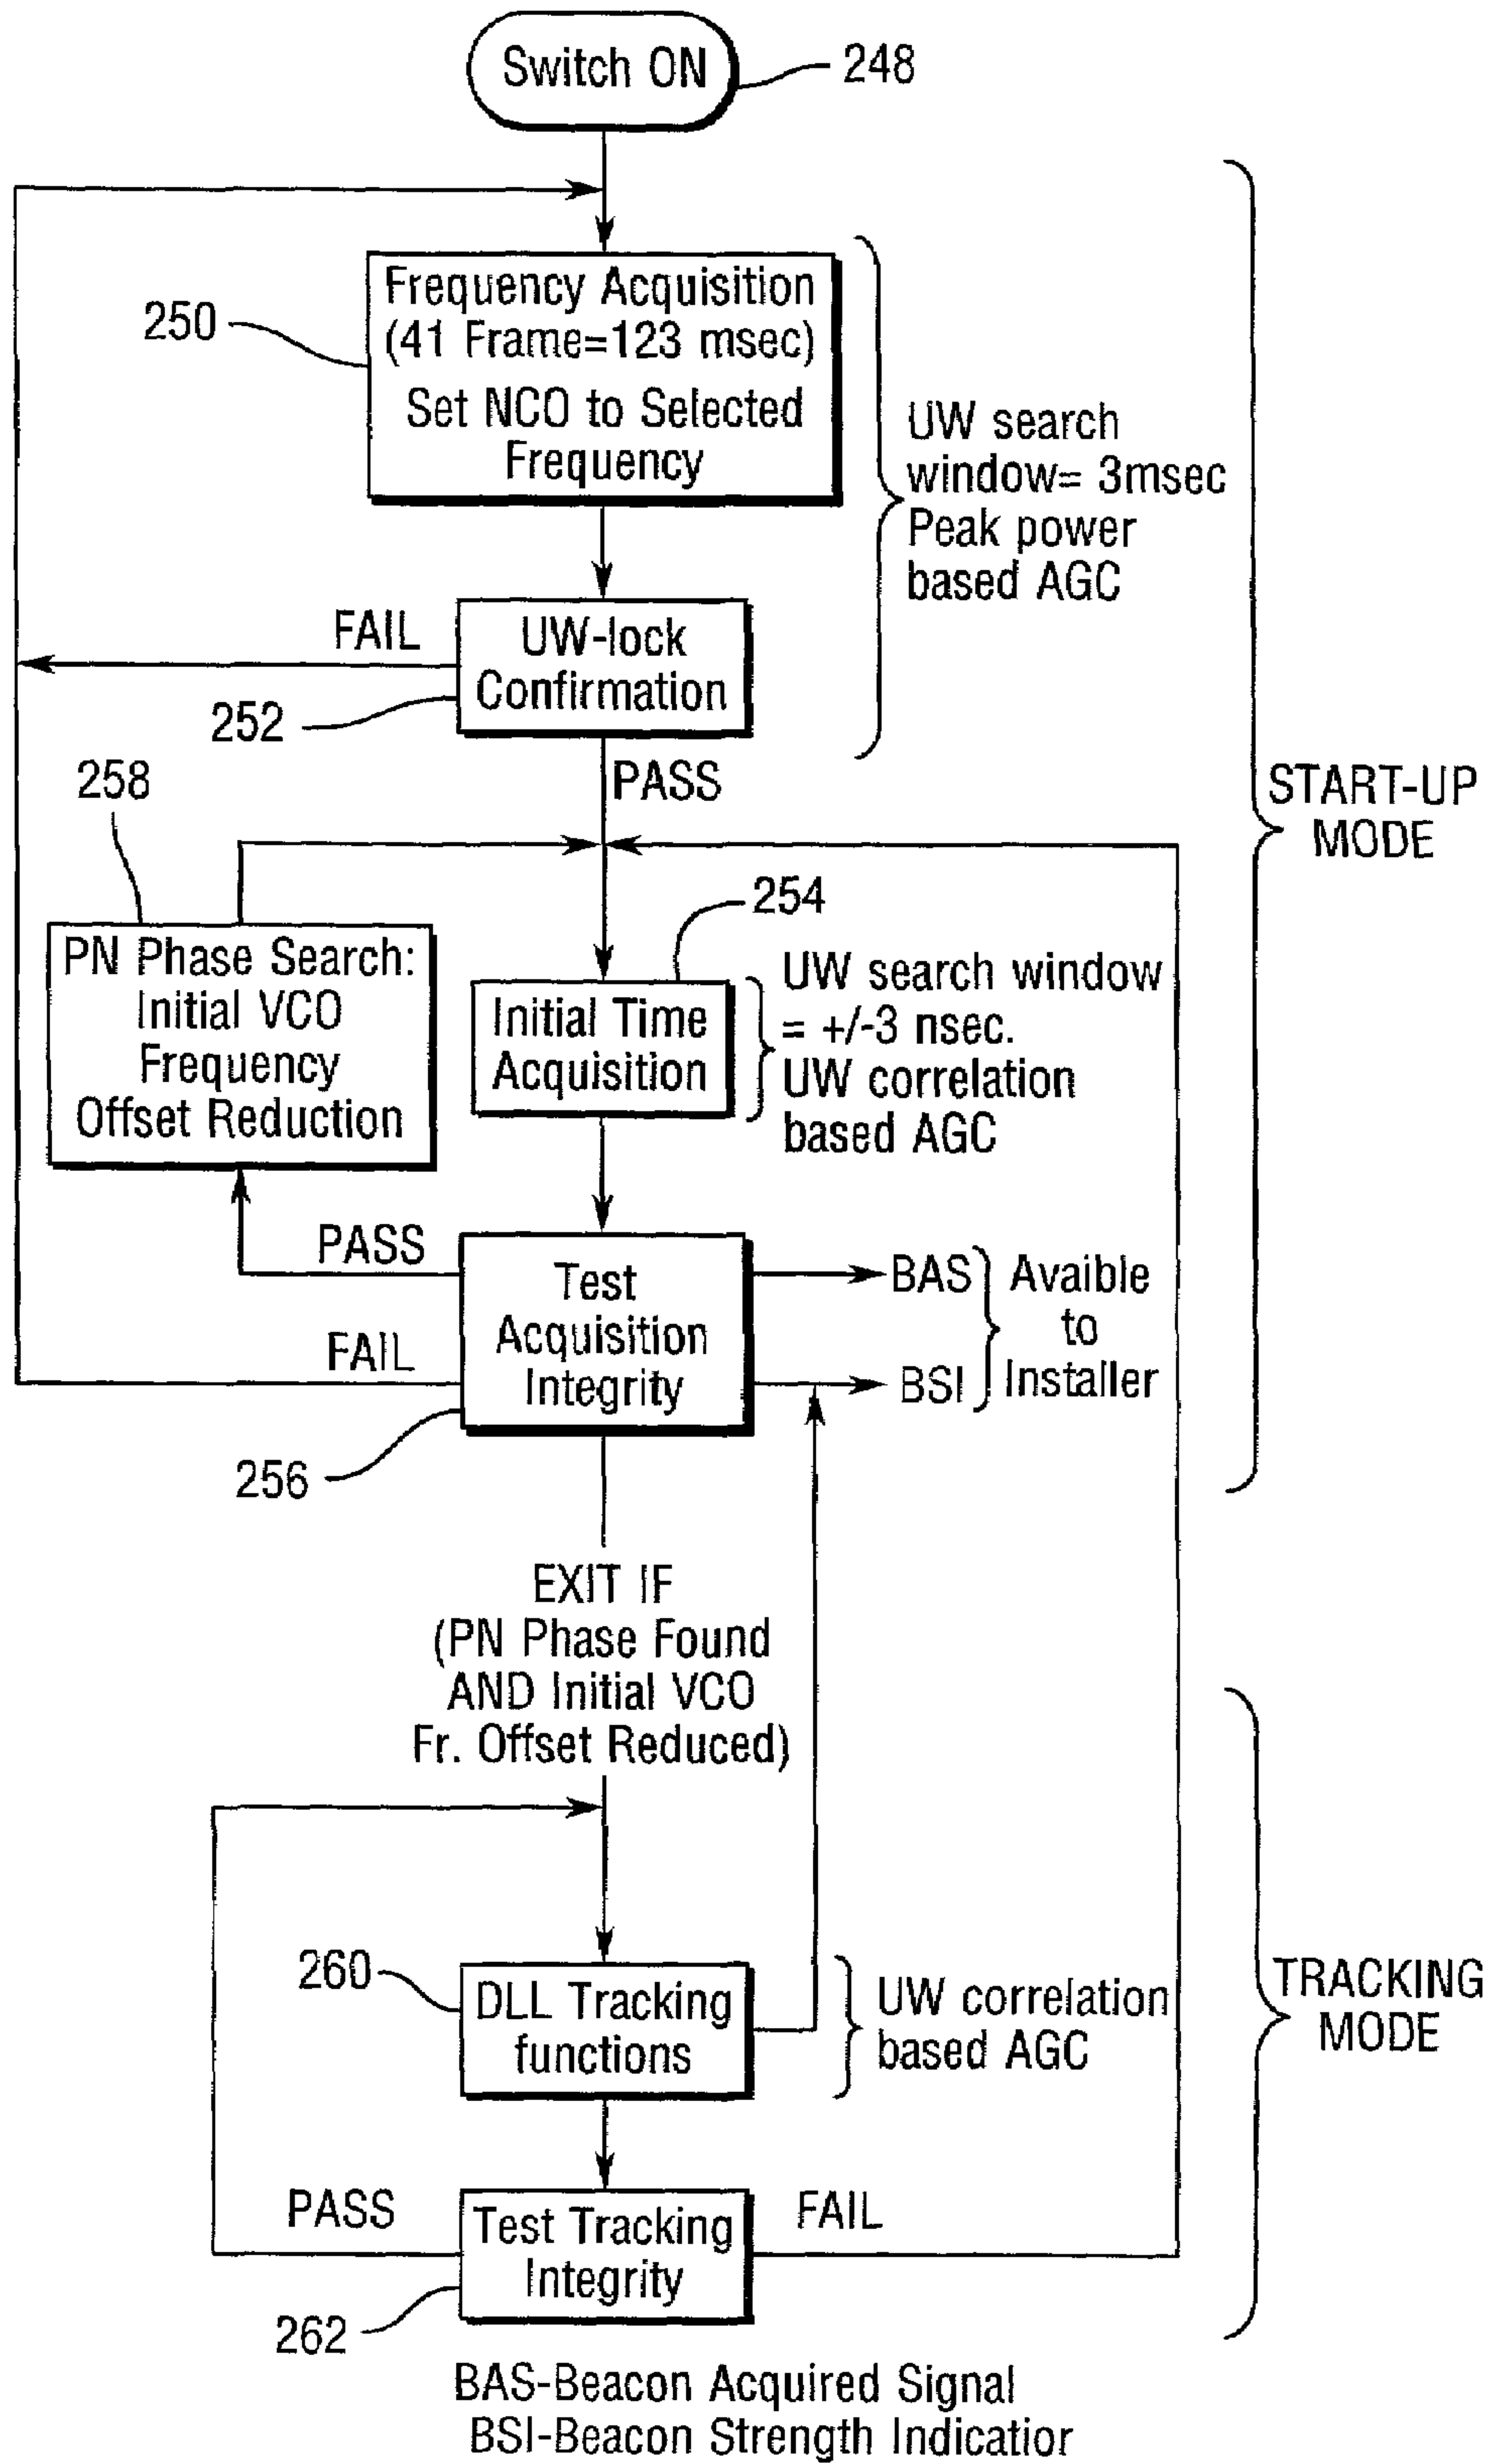 Switch ON
248
250
Frequency Acquisition
(41 Frame=123 msec)
Set NCO to Selected
Frequency
UW search
window= 3msec
Peak power
based AGC
FAIL
UW-lock
Confirmation
252
PASS
START-UP
MODE
258
254
PN Phase Search:
Initial VCO
Frequency
Offset Reduction
Initial Time
Acquisition
UW search window
= +/-3 nsec.
UW correlation
based AGC
PASS
FAIL
Test
Acquisition
Integrity
BAS
BSI
Avaible
to
Installer
256
EXIT IF
(PN Phase Found
AND Initial VCO
Fr. Offset Reduced)
260
DLL Tracking
functions
UW correlation
based AGC
TRACKING
MODE
PASS
Test Tracking
Integrity
FAIL
262
BAS-Beacon Acquired Signal
BSI-Beacon Strength Indicatior